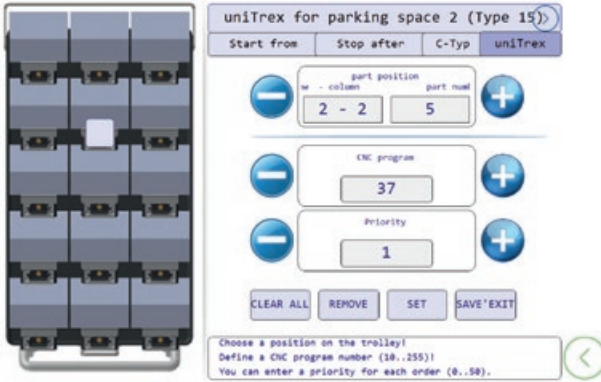 uniTrex for parking space 2 (Type 15)
Start from Stop after C-Typ uniTrex
part position
- column part numb
2 - 2 5
CNC program
37
Priority
1
CLEAR ALL REMOVE SET SAVE'EXIT
Choose a position on the trolley!
Define a CNC program number (10..255)!
You can enter a priority for each order (0..50).